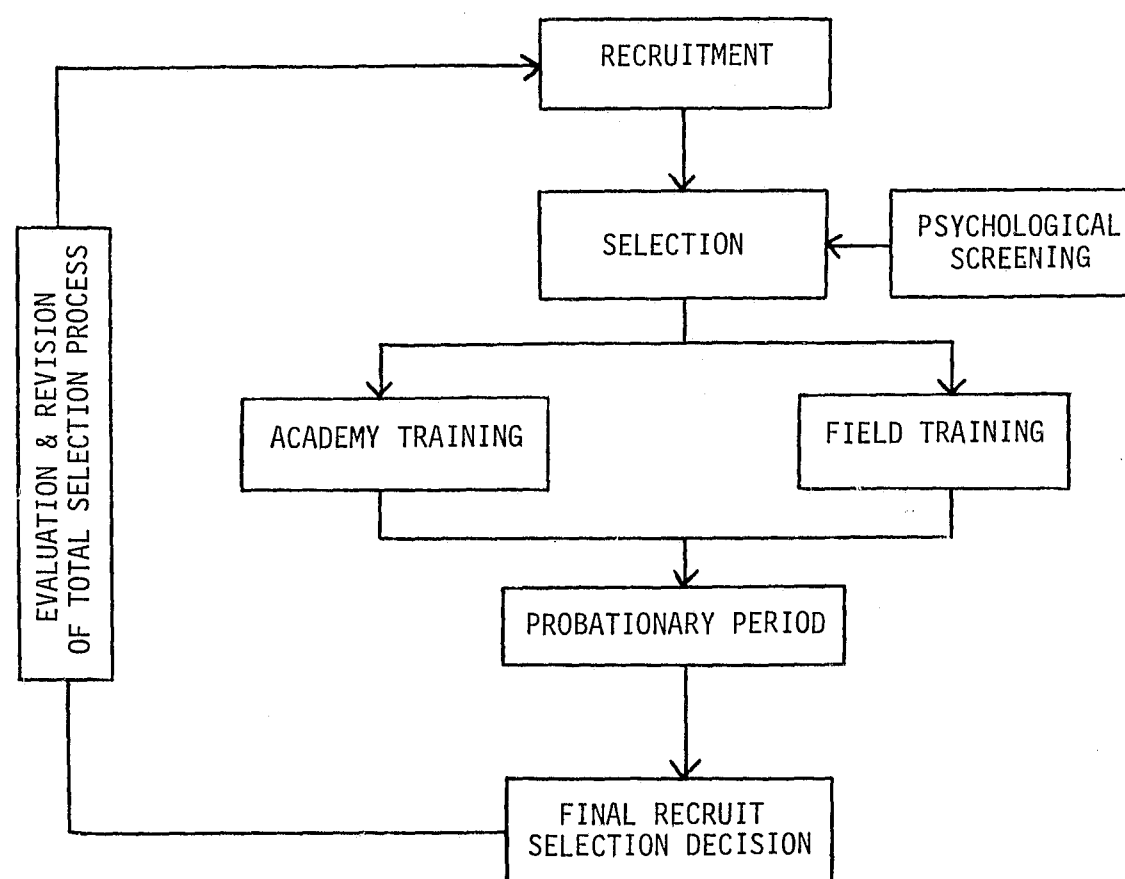 RECRUITMENT
SELECTION
PSYCHOLOGICAL
SCREENING
EVALUATION & REVISION
OF TOTAL SELECTION PROCESS
ACADEMY TRAINING
FIELD TRAINING
PROBATIONARY PERIOD
FINAL RECRUIT
SELECTION DECISION